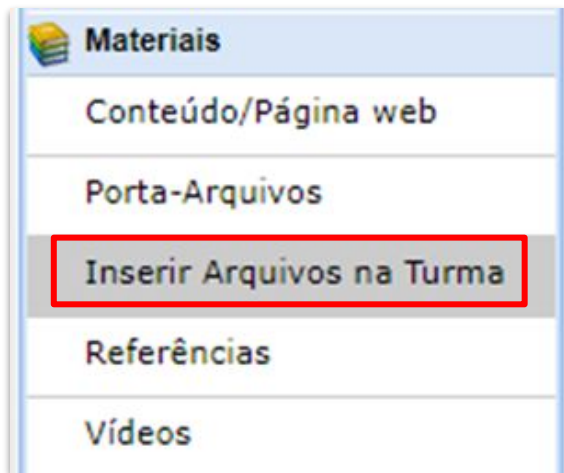 Materiais
Conteúdo/Página web
Porta-Arquivos
Inserir Arquivos na Turma
Referências
Vídeos